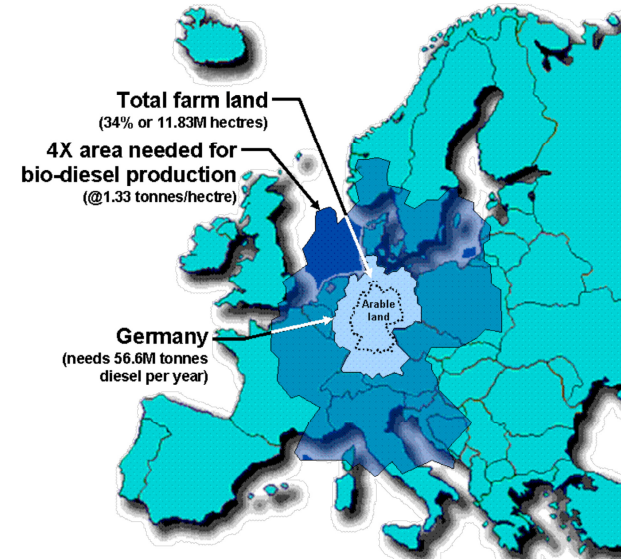 Total farm land
(34% or 11.83M hectres)
4X area needed for
bio-diesel production
(@1.33 tonnes/hectre)
Arable
land
Germany
(needs 56.6M tonnes
diesel per year)